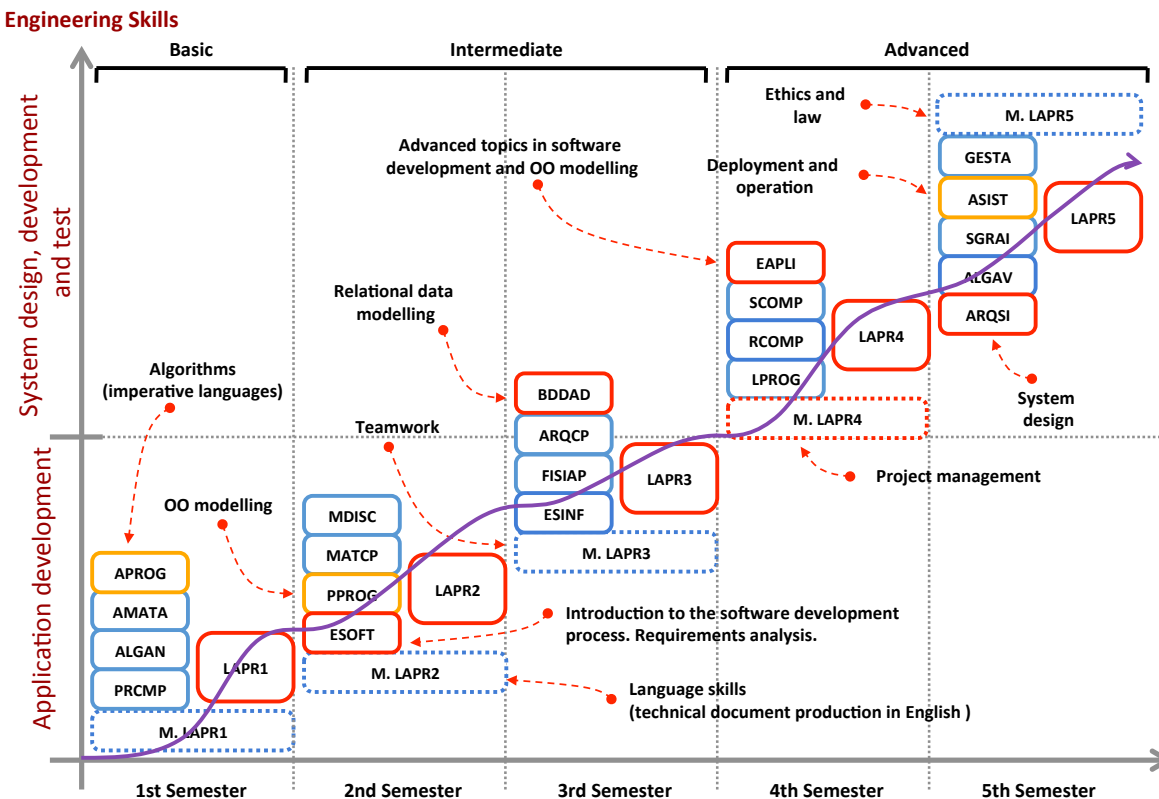 Engineering Skills
Basic
Intermediate
Advanced
System design, development
and test
Application development
Ethics and
law
M. LAPR5
Advanced topics in software
development and OO modelling
Deployment and
operation
GESTA
ASIST
SGRAI
ALGAV
ARQSI
LAPR5
EAPLI
SCOMP
RCOMP
LPROG
M. LAPR4
LAPR4
System
design
Project management
Relational data
modelling
BDDAD
ARQCP
FISIAP
ESINF
M. LAPR3
LAPR3
Teamwork
Algorithms
(imperative languages)
OO modelling
MDISC
MATCP
PPROG
ESOFT
M. LAPR2
LAPR2
Introduction to the software development
process. Requirements analysis.
Language skills
(technical document production in English )
APROG
AMATA
ALGAN
PRCMP
M. LAPR1
LAPR1
1st Semester
2nd Semester
3rd Semester
4th Semester
5th Semester